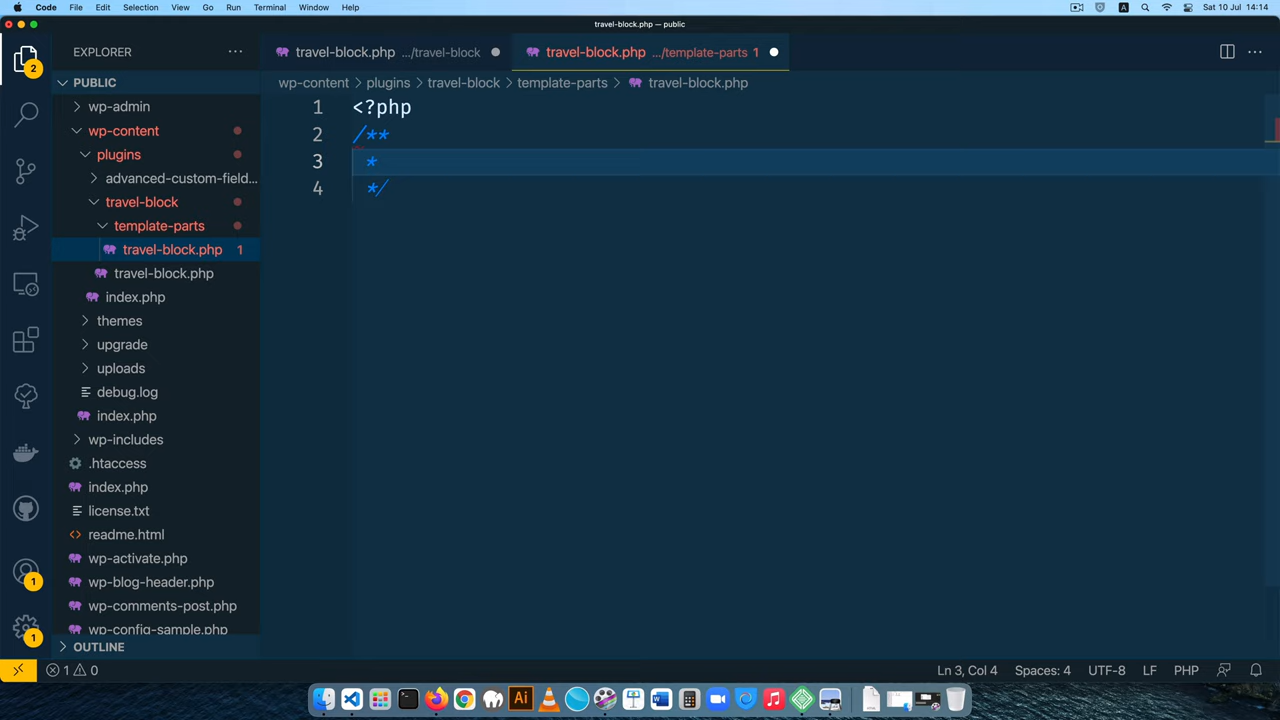 Code File Edit Selection View Go Run Terminal Window Help A Sat 10 Jul 14:14
travel-block.php — public
EXPLORER
travel-block.php .../travel-block
travel-block.php .../template-parts 1
2
PUBLIC
wp-content > plugins > travel-block > template-parts > travel-block.php
wp-admin
wp-content
plugins
advanced-custom-field...
travel-block
template-parts
travel-block.php 1
travel-block.php
index.php
themes
upgrade
uploads
debug.log
index.php
wp-includes
.htaccess
index.php
license.txt
readme.html
wp-activate.php
wp-blog-header.php
wp-comments-post.php
wp-config-sample.php
OUTLINE
1
1
1 <?php
2 /**
3 *
4 */
1 0
Ln 3, Col 4 Spaces: 4 UTF-8 LF PHP
Ai